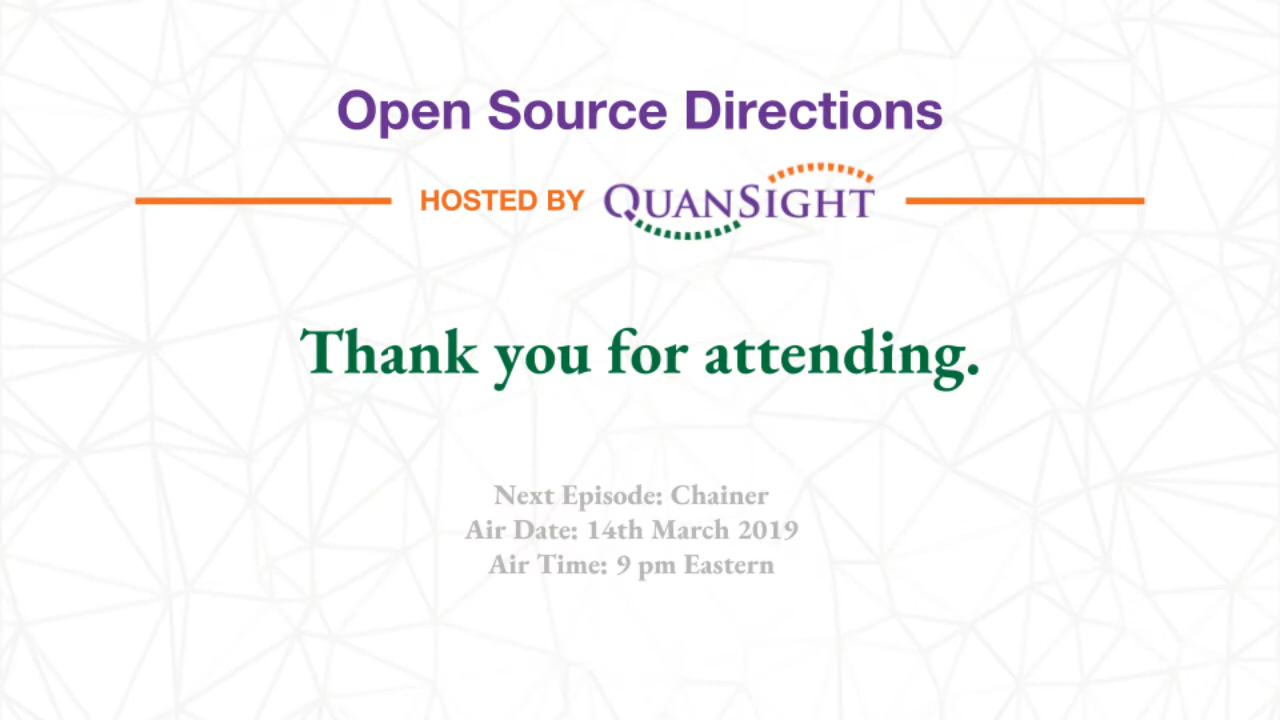 Open Source Directions
HOSTED BY QUANSIGHT
Thank you for attending.
Next Episode: Chainer
Air Date: 14th March 2019
Air Time: 9 pm Eastern